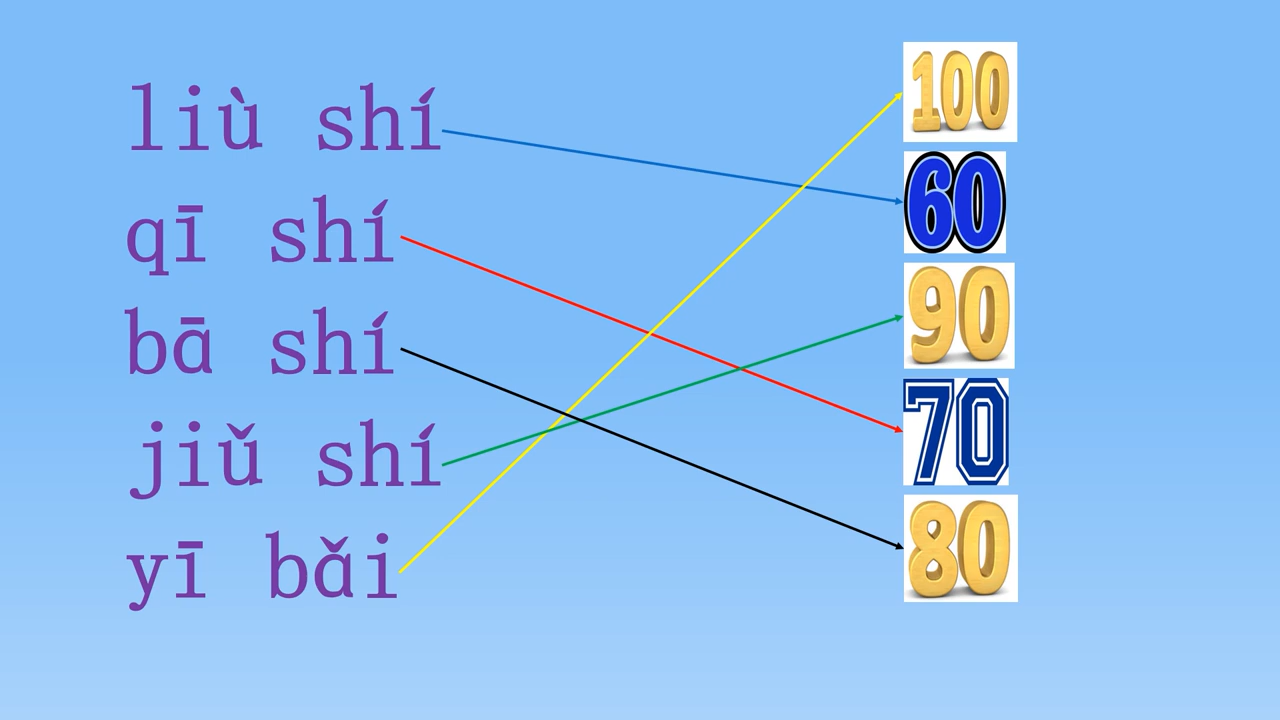 liù shí
qī shí
bā shí
jiǔ shí
yī bǎi
100
60
90
70
80